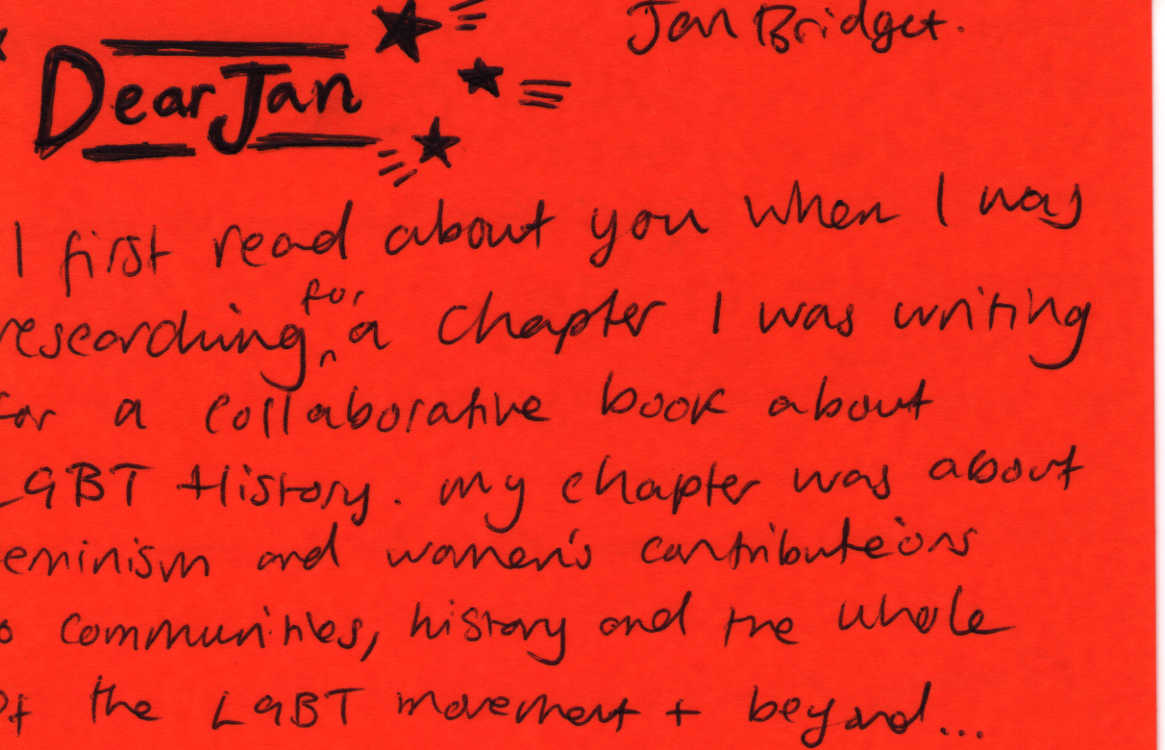 Jan Bridget.
Dear Jan
I first read about you when I was
researching for a chapter I was writing
for a collaborative book about
LGBT History. my chapter was about
eminism and women's contributeions
o communities, history and the whole
of the LGBT movement + beyond...